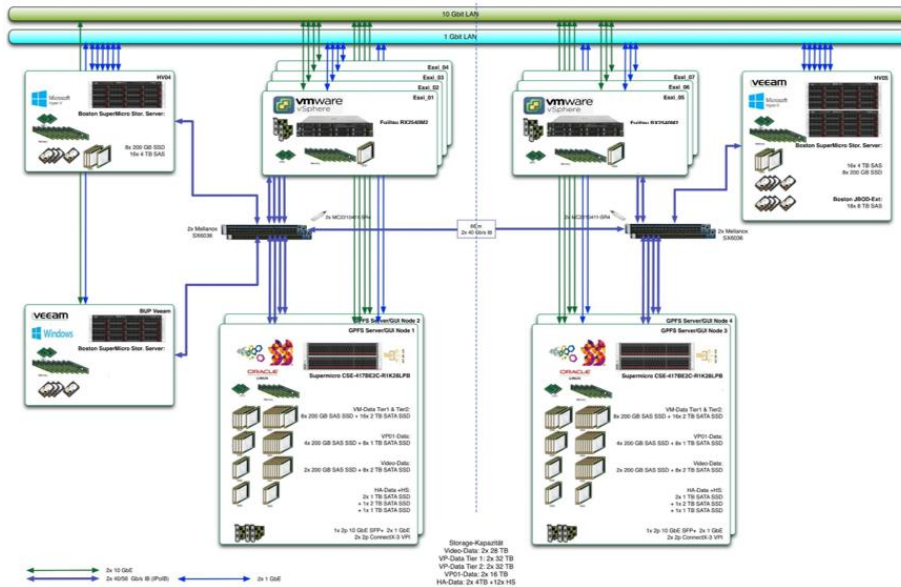 10 Gbit LAN
1 Gbit LAN
HV04
Microsoft
Hyper-V
Boston SuperMicro Stor. Server:
8x 200 GB SSD
16x 4 TB SAS
Esxi_04
Esxi_03
Esxi_02
Esxi_01
vmware
vSphere
Fujitsu RX2540M2
Esxi_07
Esxi_06
Esxi_05
vmware
vSphere
Fujitsu RX2540M2
veeam
HV05
Microsoft
Hyper-V
Boston SuperMicro Stor. Server:
16x 4 TB SAS
8x 200 GB SSD
Boston JBOD-Ext:
16x 8 TB SAS
2x Mellanox
SX6036
2x MC2210411-SR4
2x 40 Gb/s IB
2x MC2210411-SR4
2x Mellanox
SX6036
veeam
BUP Veeam
Windows
Boston SuperMicro Stor. Server:
GPFS Server/GUI Node 2
GPFS Server/GUI Node 1
ORACLE
LINUX
Supermicro CSE-417BE2C-R1K28LPB
VM-Data Tier1 & Tier2:
8x 200 GB SAS SSD + 16x 2 TB SATA SSD
VP01-Data:
4x 200 GB SAS SSD + 8x 1 TB SATA SSD
Video-Data:
2x 200 GB SAS SSD + 8x 2 TB SATA SSD
HA-Data +HS:
2x 1 TB SATA SSD
+ 1x 2 TB SATA SSD
+ 1x 1 TB SATA SSD
1x 2p 10 GbE SFP+ 2x 1 GbE
2x 2p ConnectX-3 VPI
GPFS Server/GUI Node 4
GPFS Server/GUI Node 3
ORACLE
LINUX
Supermicro CSE-417BE2C-R1K28LPB
VM-Data Tier1 & Tier2:
8x 200 GB SAS SSD + 16x 2 TB SATA SSD
VP01-Data:
4x 200 GB SAS SSD + 8x 1 TB SATA SSD
Video-Data:
2x 200 GB SAS SSD + 8x 2 TB SATA SSD
HA-Data +HS:
2x 1 TB SATA SSD
+ 1x 2 TB SATA SSD
+ 1x 1 TB SATA SSD
1x 2p 10 GbE SFP+ 2x 1 GbE
2x 2p ConnectX-3 VPI
Storage-Kapazität
Video-Data: 2x 28 TB
VP-Data Tier 1: 2x 32 TB
VP-Data Tier 2: 2x 32 TB
VP01-Data: 2x 16 TB
HA-Data: 2x 4TB +12x HS
2x 10 GbE
2x 40/56 Gb/s IB (IPoIB)
2x 1 GbE